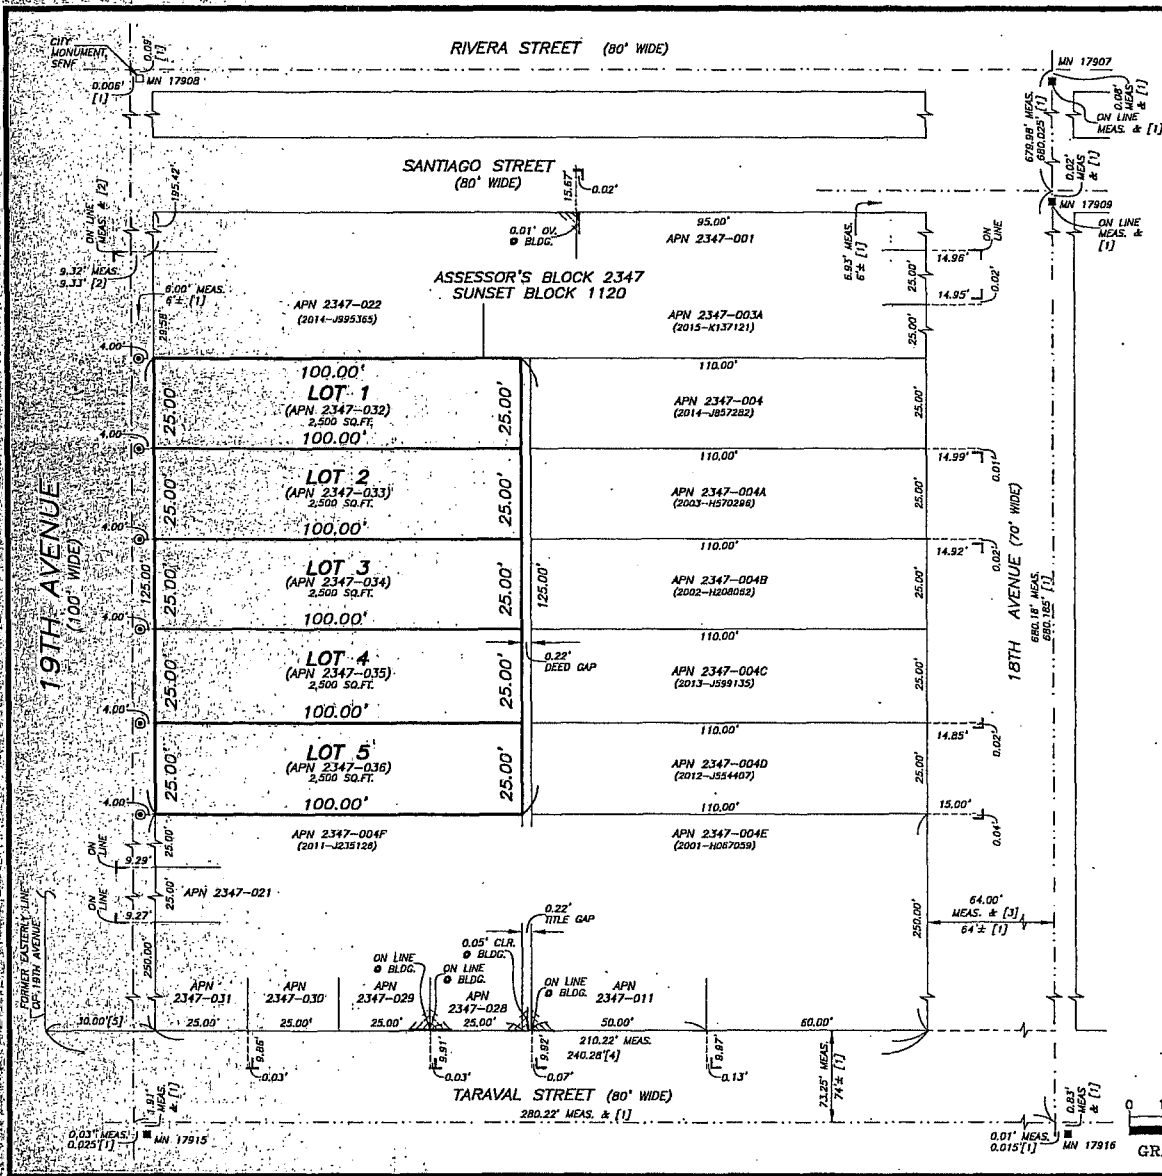 RIVERA STREET (80' WIDE)
CITY
MONUMENT,
SFNF
0.09'
[1]
MN 17908
0.006'
[1]
MN 17907
0.08'
MEAS
& [1]
ON LINE
MEAS. & [1]
679.98' MEAS.
680.025' [1]
0.02'
MEAS
& [1]
MN 17909
ON LINE
MEAS. &
[1]
SANTIAGO STREET
(80' WIDE)
15.67'
0.02'
195.42'
ON LINE
MEAS. & [2]
0.01' OV.
@ BLDG.
95.00'
APN 2347-001
6.93' MEAS.
6'± [1]
ON LINE
14.96'
25.00'
0.02'
14.95'
25.00'
9.32' MEAS.
9.33' [2]
6.00' MEAS.
6'± [1]
29.58'
ASSESSOR'S BLOCK 2347
SUNSET BLOCK 1120
APN 2347-022
(2014-J995365)
APN 2347-003A
(2015-K137121)
4.00'
100.00'
LOT 1
(APN 2347-032)
2,500 SQ.FT.
100.00'
25.00'
25.00'
110.00'
APN 2347-004
(2014-J857282)
25.00'
4.00'
LOT 2
(APN 2347-033)
2,500 SQ.FT.
100.00'
25.00'
25.00'
110.00'
APN 2347-004A
(2003-H570296)
25.00'
14.99'
0.01'
4.00'
LOT 3
(APN 2347-034)
2,500 SQ.FT.
100.00'
25.00'
25.00'
125.00'
125.00'
110.00'
APN 2347-004B
(2002-H208062)
25.00'
14.92'
0.02'
19TH AVENUE
(100' WIDE)
18TH AVENUE (70' WIDE)
680.18' MEAS.
680.185' [1]
4.00'
LOT 4
(APN 2347-035)
2,500 SQ.FT.
100.00'
25.00'
25.00'
0.22'
DEED GAP
110.00'
APN 2347-004C
(2013-J599135)
25.00'
4.00'
LOT 5
(APN 2347-036)
2,500 SQ.FT.
100.00'
25.00'
25.00'
110.00'
APN 2347-004D
(2012-J554407)
25.00'
14.85'
0.02'
4.00'
APN 2347-004F
(2011-J235126)
25.00'
110.00'
APN 2347-004E
(2001-H067059)
15.00'
0.04'
ON
LINE
9.29'
25.00'
APN 2347-021
ON
LINE
9.27'
250.00'
0.22'
TITLE GAP
64.00'
MEAS. & [3]
64'± [1]
250.00'
FORMER EASTERLY LINE
OF 19TH AVENUE
30.00'[5]
APN
2347-031
25.00'
APN
2347-030
25.00'
APN
2347-029
25.00'
ON LINE
@ BLDG.
ON LINE
@ BLDG.
0.05' CLR.
@ BLDG.
APN
2347-028
25.00'
ON LINE
@ BLDG.
APN
2347-011
50.00'
60.00'
210.22' MEAS.
240.28'[4]
9.86'
0.03'
9.91'
0.03'
9.92'
0.07'
9.97'
0.13'
73.25' MEAS.
74'± [1]
TARAVAL STREET (80' WIDE)
280.22' MEAS. & [1]
1.91'
MEAS
& [1]
0.03' MEAS.
0.025'[1]
MN 17915
0.83'
MEAS
& [1]
0.01' MEAS.
0.015'[1]
MN 17916
0